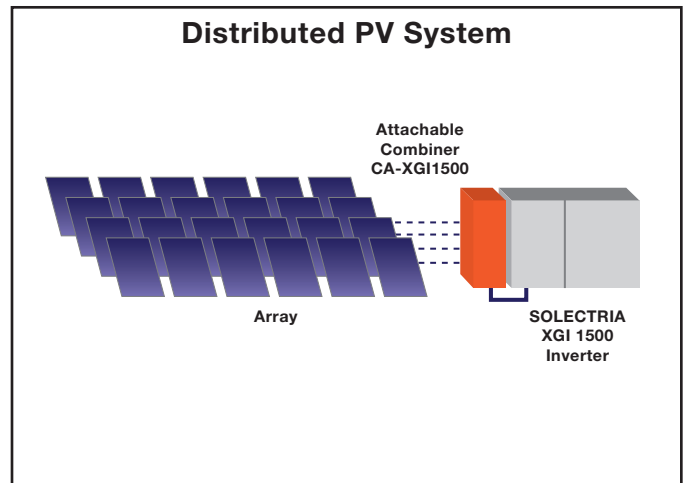 Distributed PV System
Attachable
Combiner
CA-XGI1500
Array
SOLECTRIA
XGI 1500
Inverter